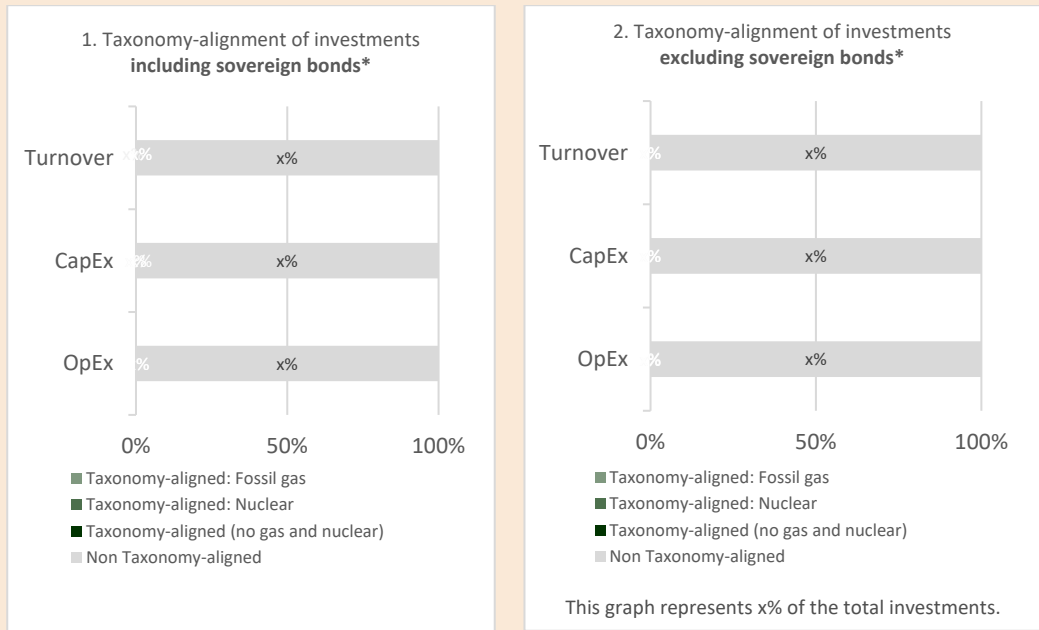 1. Taxonomy-alignment of investments
including sovereign bonds*
Turnover
x%
CapEx
x%
OpEx
% x%
0% 50% 100%
Taxonomy-aligned: Fossil gas
Taxonomy-aligned: Nuclear
Taxonomy-aligned (no gas and nuclear)
Non Taxonomy-aligned
2. Taxonomy-alignment of investments
excluding sovereign bonds*
Turnover % x%
CapEx % x%
OpEx % x%
0% 50% 100%
Taxonomy-aligned: Fossil gas
Taxonomy-aligned: Nuclear
Taxonomy-aligned (no gas and nuclear)
Non Taxonomy-aligned
This graph represents x% of the total investments.